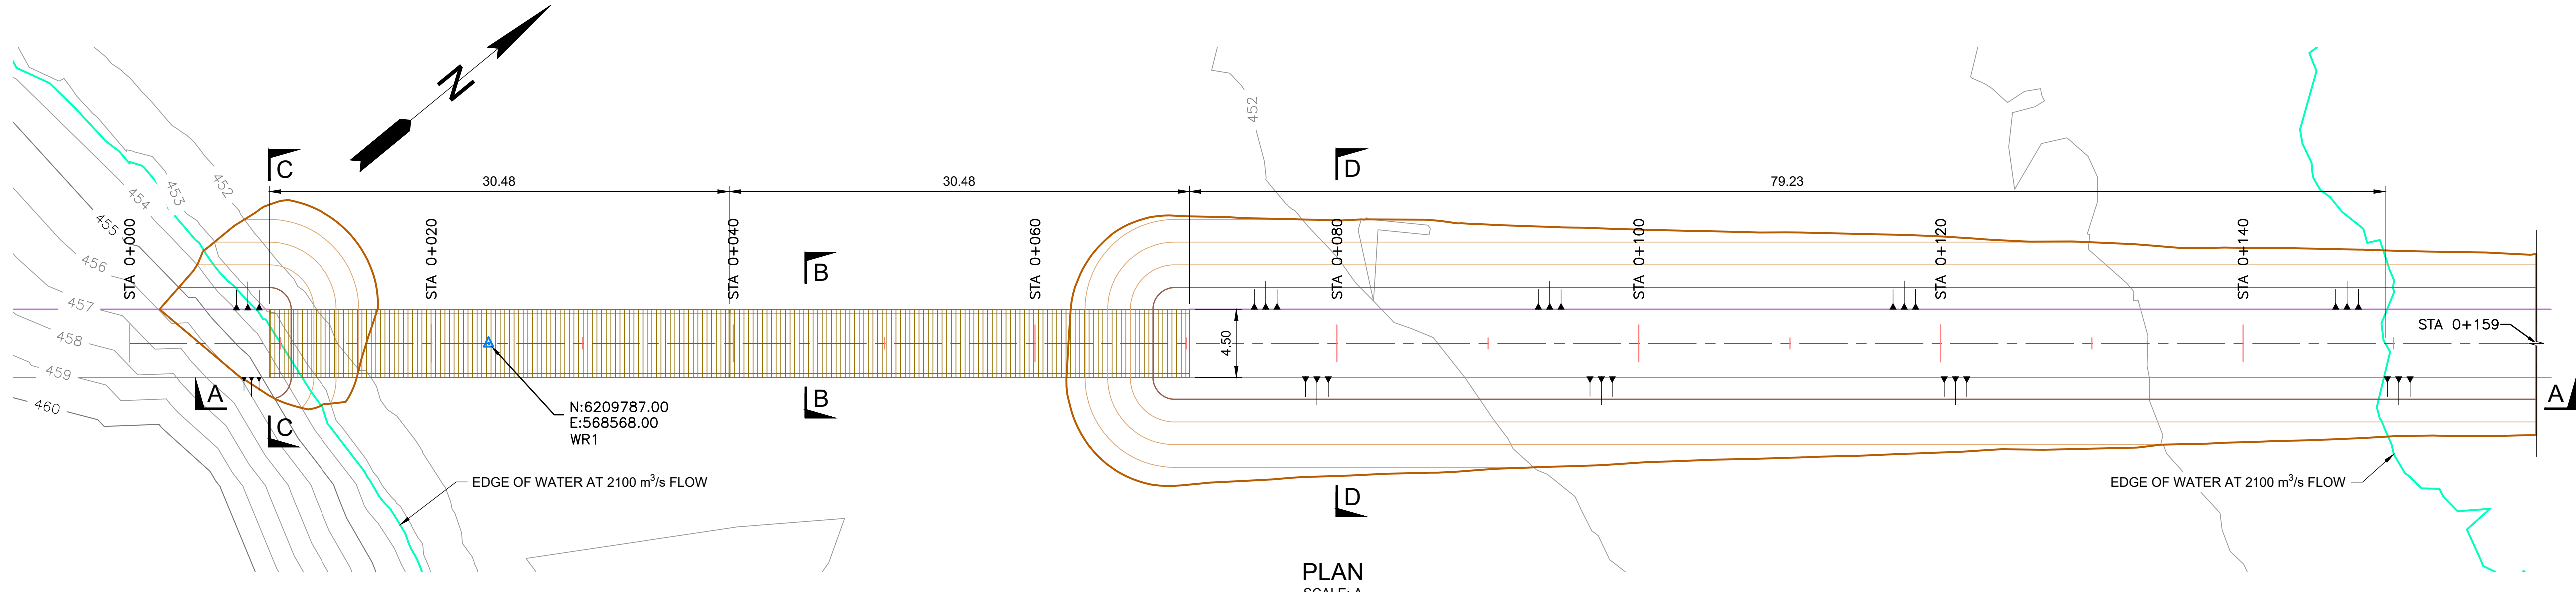 N
452
C
D
30.48
30.48
79.23
452
453
454
455
456
457
458
459
460
STA 0+000
STA 0+020
STA 0+040
STA 0+060
STA 0+080
STA 0+100
STA 0+120
STA 0+140
B
STA 0+159
4.50
A
B
A
C
N:6209787.00
E:568568.00
WR1
EDGE OF WATER AT 2100 m³/s FLOW
EDGE OF WATER AT 2100 m³/s FLOW
D
PLAN
SCALE: A